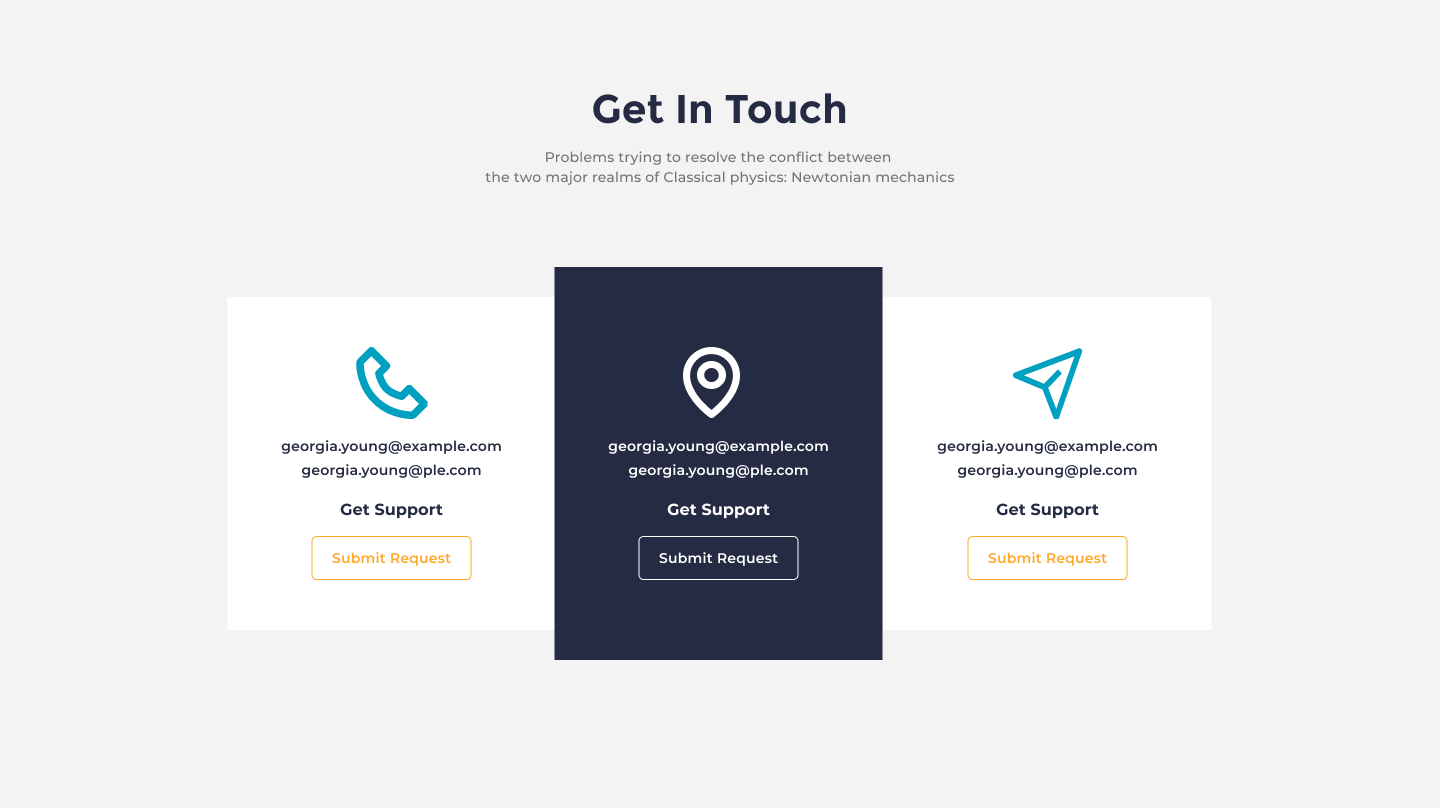 Get In Touch
Problems trying to resolve the conflict between
the two major realms of Classical physics: Newtonian mechanics
georgia.young@example.com
georgia.young@ple.com
Get Support
Submit Request
georgia.young@example.com
georgia.young@ple.com
Get Support
Submit Request
georgia.young@example.com
georgia.young@ple.com
Get Support
Submit Request